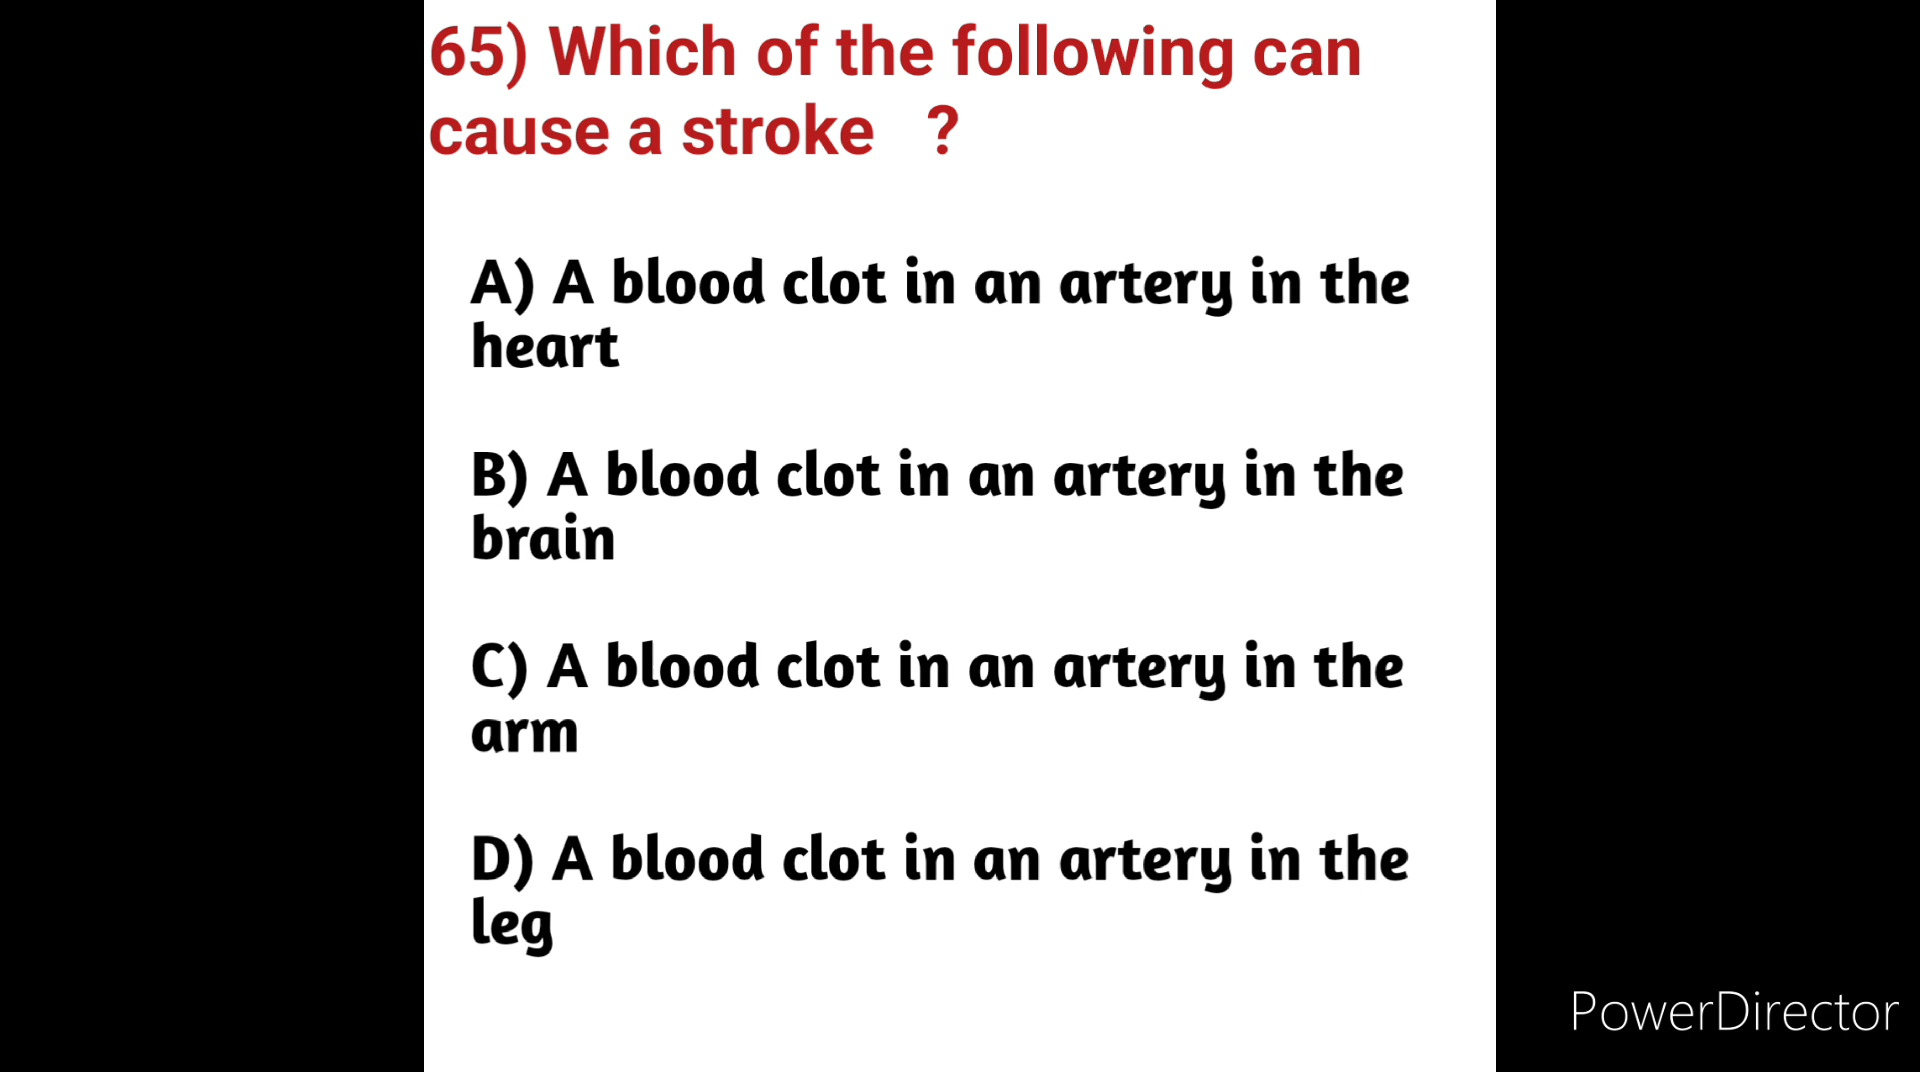 65) Which of the following can
cause a stroke ?
A) A blood clot in an artery in the
heart
B) A blood clot in an artery in the
brain
C) A blood clot in an artery in the
arm
D) A blood clot in an artery in the
leg
PowerDirector